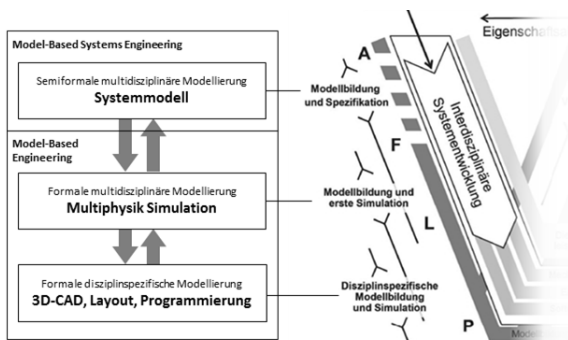 Model-Based Systems Engineering
Semiformale multidisziplinäre Modellierung
Systemmodell
Model-Based
Engineering
Formale multidisziplinäre Modellierung
Multiphysik Simulation
Formale disziplinspezifische Modellierung
3D-CAD, Layout, Programmierung
A
Modellbildung
und Spezifikation
F
Modellbildung und
erste Simulation
L
Disziplinspezifische
Modellbildung
und Simulation
P
Interdisziplinäre
Systementwicklung